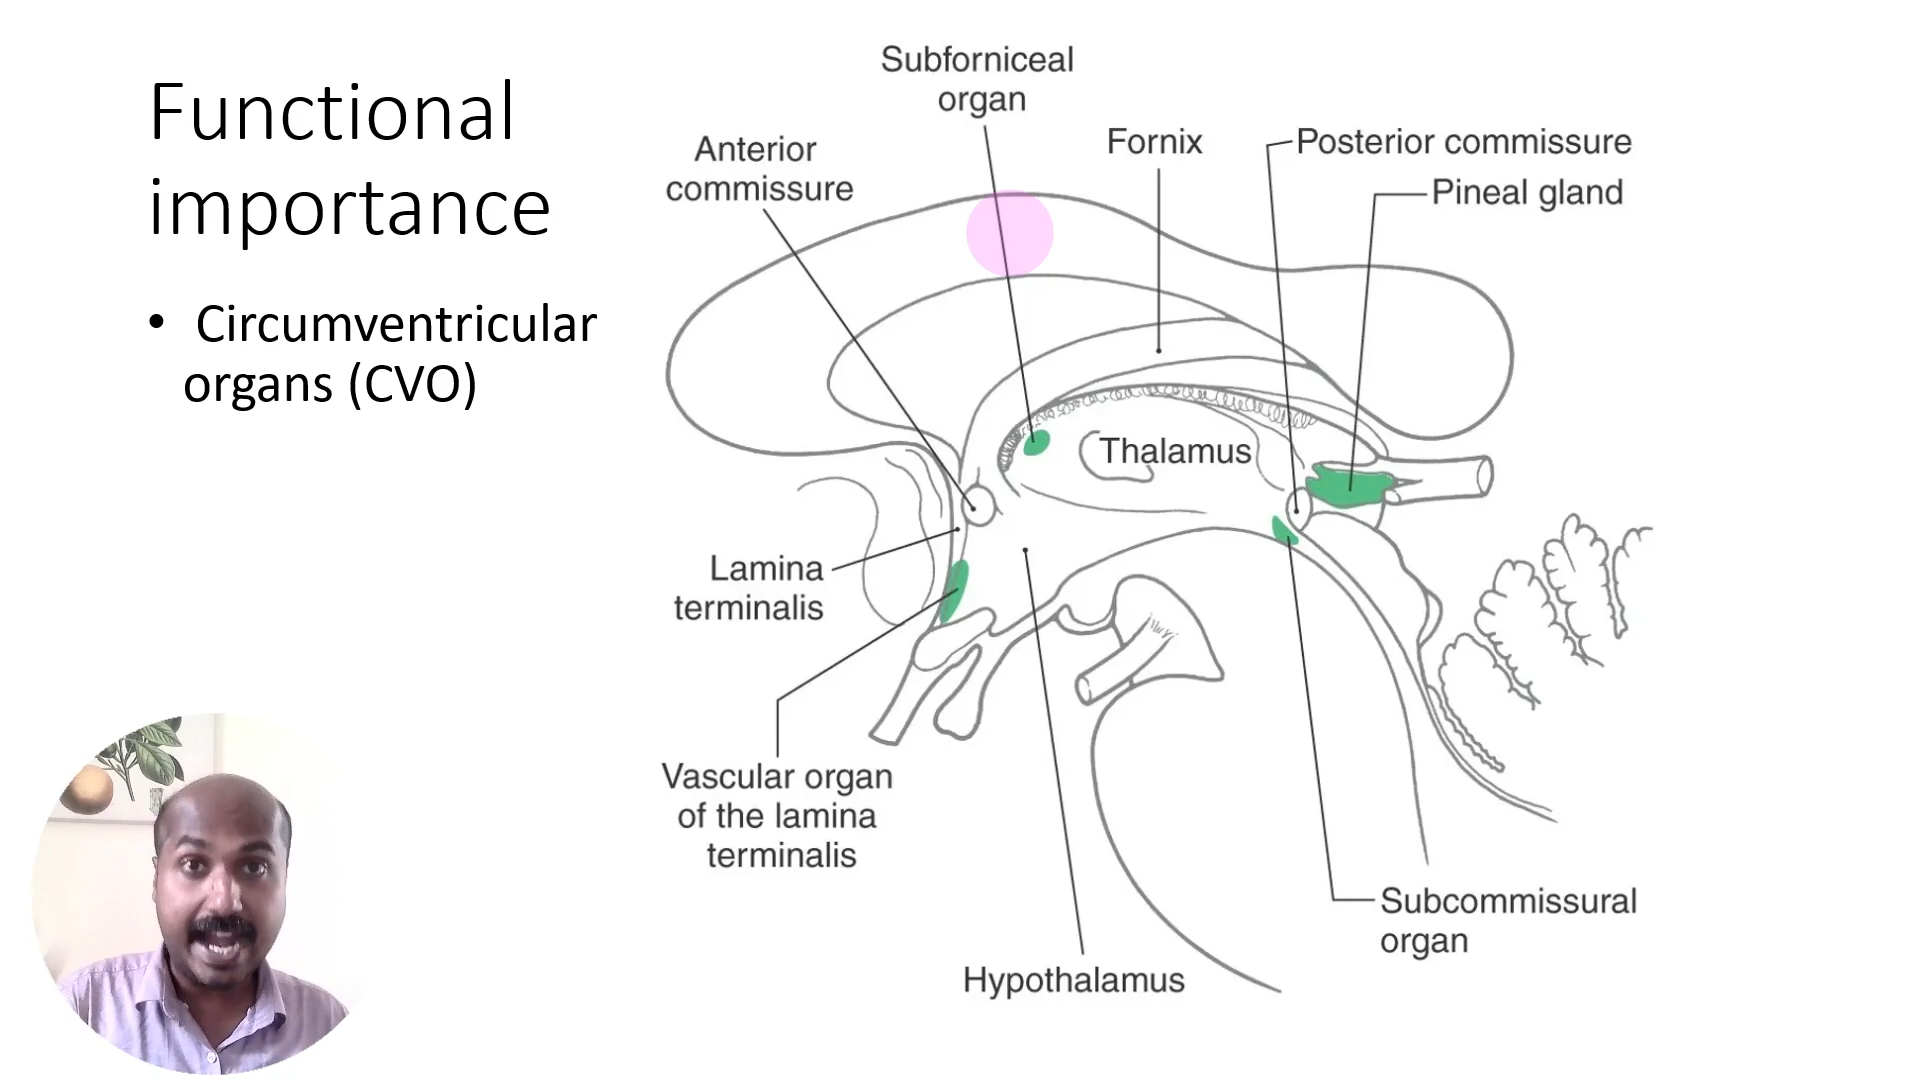 Functional
importance
• Circumventricular
organs (CVO)
Subforniceal
organ
Anterior
commissure
Fornix
Posterior commissure
Pineal gland
Thalamus
Lamina
terminalis
Vascular organ
of the lamina
terminalis
Subcommissural
organ
Hypothalamus